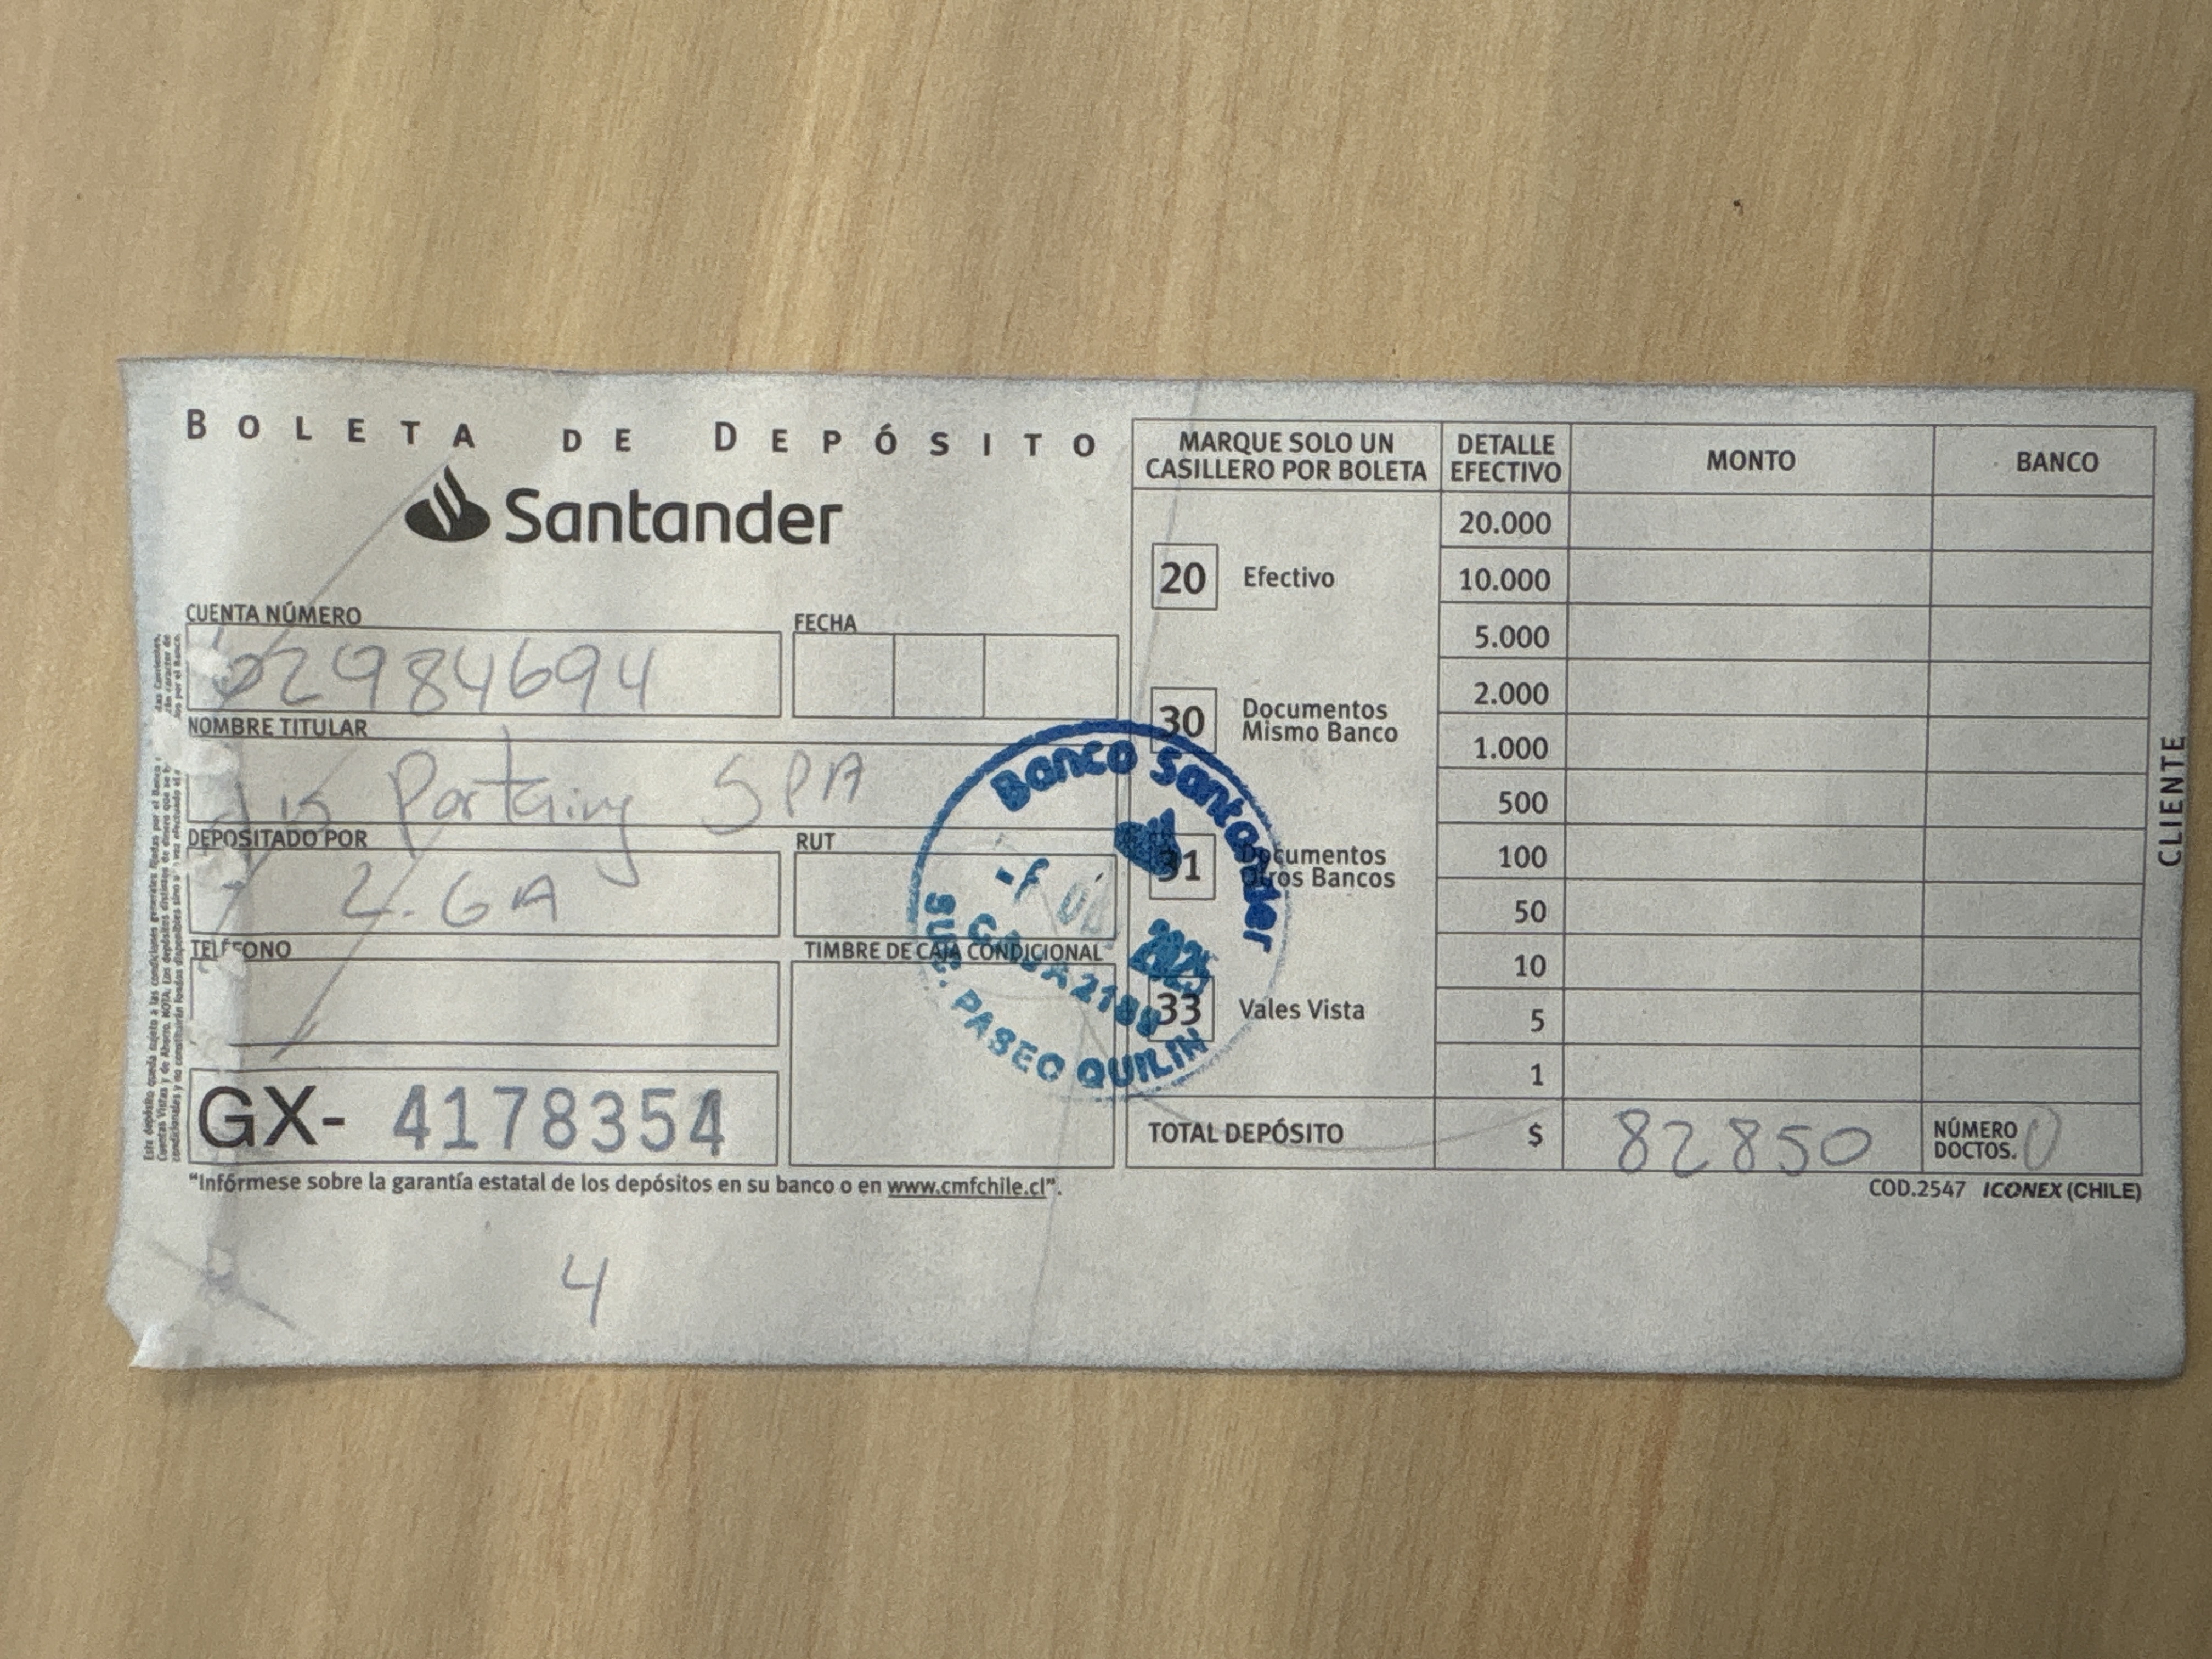 BOLETA DE DEPÓSITO
Santander
CUENTA NÚMERO
02984694
FECHA
NOMBRE TITULAR
SPA
DEPOSITADO POR
2.GA
RUT
TELÉFONO
TIMBRE DE CAJA CONDICIONAL
GX- 4178354
"Infórmese sobre la garantía estatal de los depósitos en su banco o en www.cmfchile.cl".
4
MARQUE SOLO UN CASILLERO POR BOLETA
20 Efectivo
30 Documentos Mismo Banco
31 Documentos Otros Bancos
33 Vales Vista
DETALLE EFECTIVO
MONTO
BANCO
20.000
10.000
5.000
2.000
1.000
500
100
50
10
5
1
TOTAL DEPÓSITO $ 82850
NÚMERO DOCTOS. 0
COD.2547 ICONEX (CHILE)
CLIENTE
Banco Santander
2025
CAJA
SUC. PASEO QUILIN